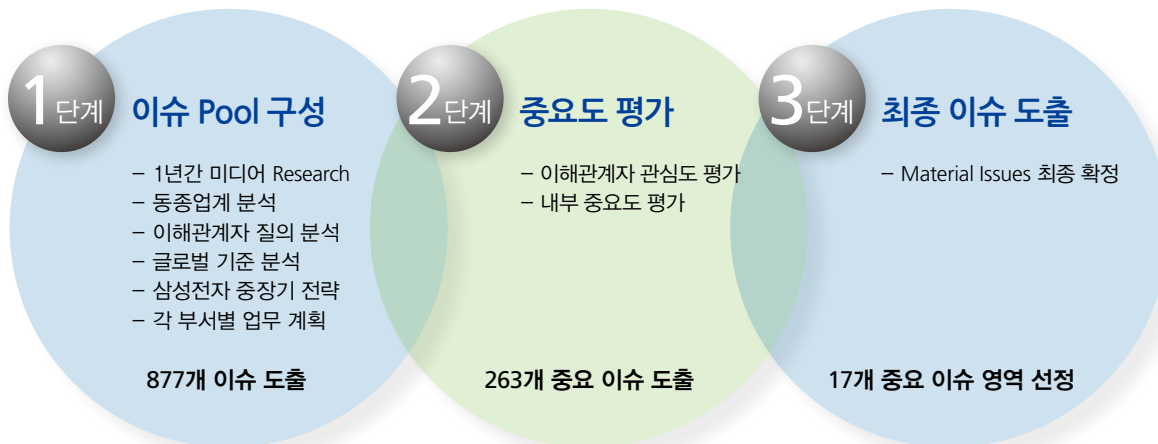 1단계 이슈 Pool 구성
– 1년간 미디어 Research
– 동종업계 분석
– 이해관계자 질의 분석
– 글로벌 기준 분석
– 삼성전자 중장기 전략
– 각 부서별 업무 계획
877개 이슈 도출
2단계 중요도 평가
– 이해관계자 관심도 평가
– 내부 중요도 평가
263개 중요 이슈 도출
3단계 최종 이슈 도출
– Material Issues 최종 확정
17개 중요 이슈 영역 선정